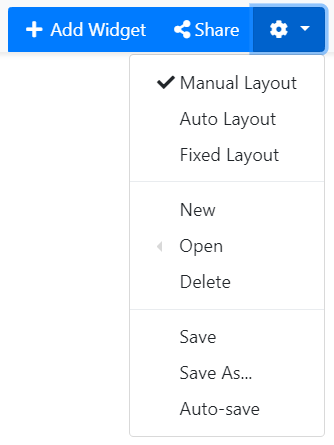 Add Widget Share
Manual Layout
Auto Layout
Fixed Layout
New
Open
Delete
Save
Save As...
Auto-save